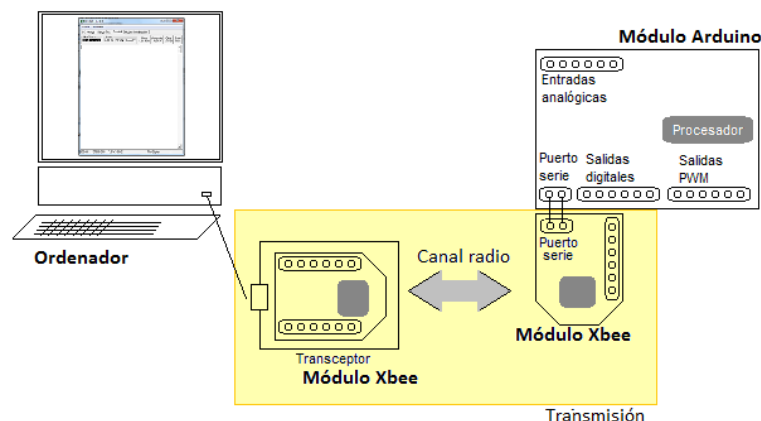 Módulo Arduino
Entradas
analógicas
Procesador
Puerto
serie
Salidas
digitales
Salidas
PWM
Puerto
serie
Canal radio
Ordenador
Módulo Xbee
Transceptor
Módulo Xbee
Transmisión